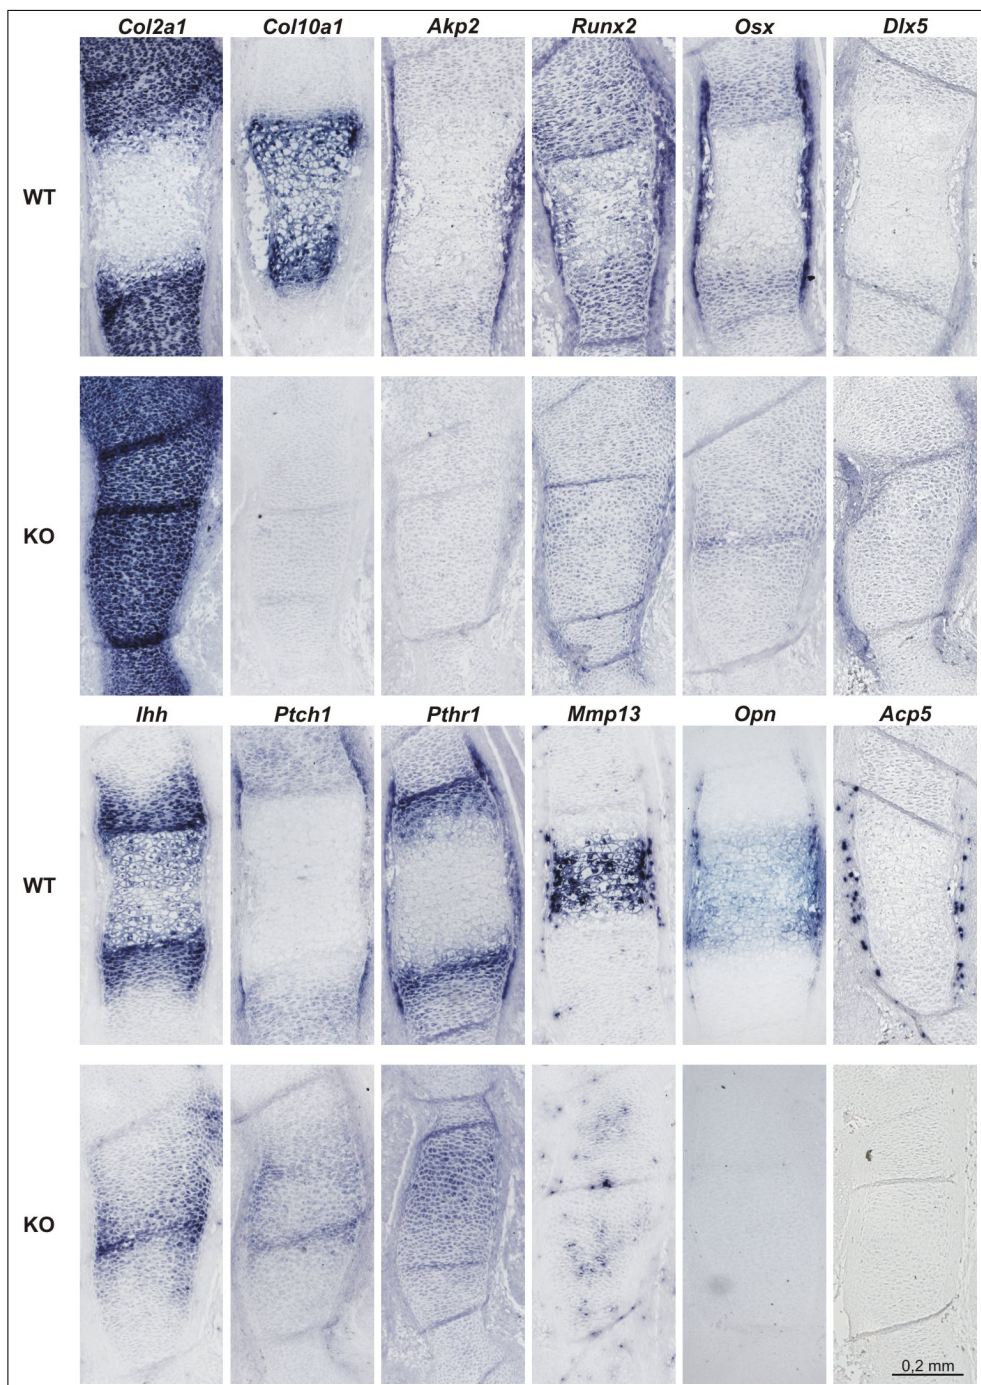 Col2a1 Col10a1 Akp2 Runx2 Osx Dlx5
WT
KO
Ihh Ptch1 Pthr1 Mmp13 Opn Acp5
WT
KO
0,2 mm